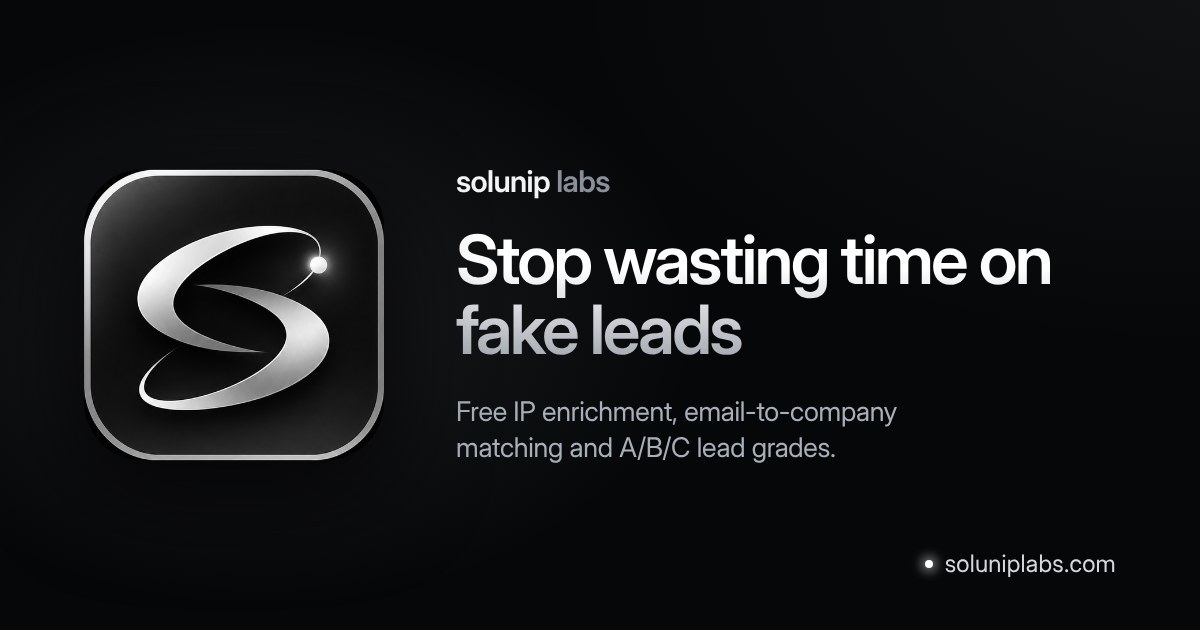 solunip labs
Stop wasting time on
fake leads
Free IP enrichment, email-to-company
matching and A/B/C lead grades.
soluniplabs.com